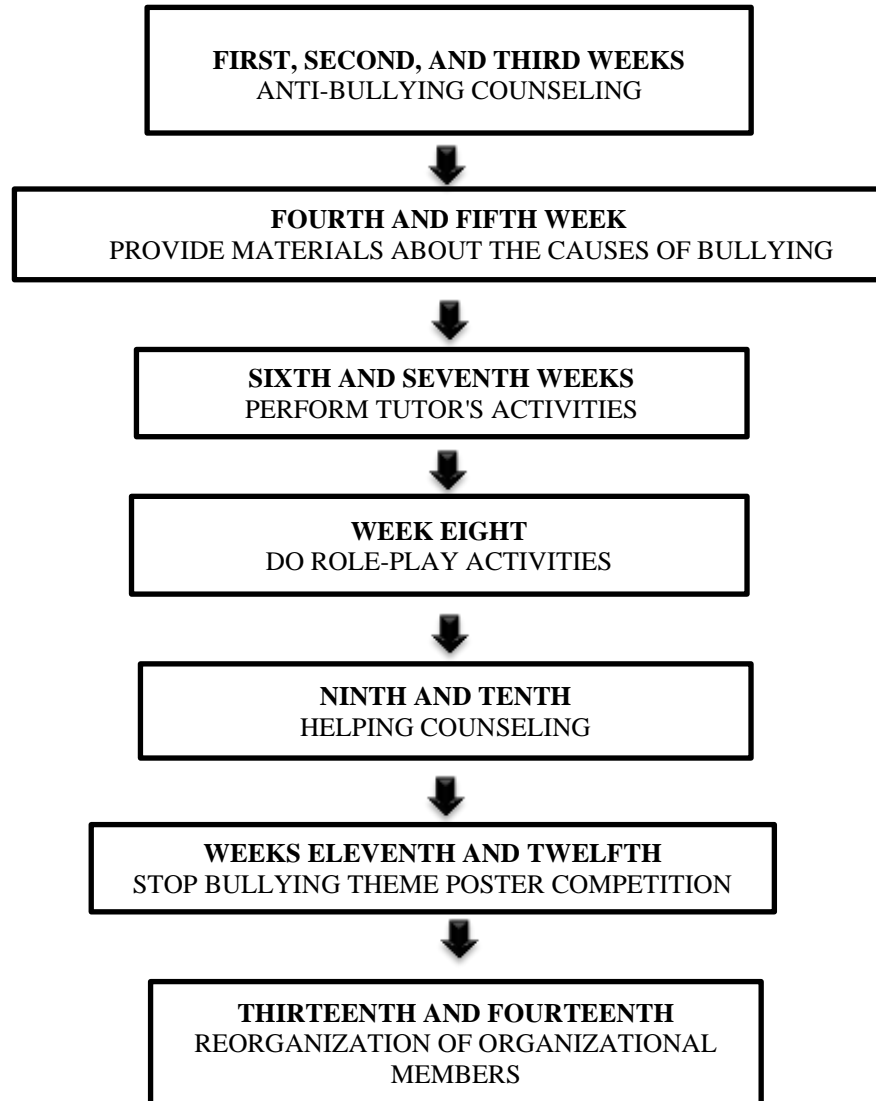 FIRST, SECOND, AND THIRD WEEKS
ANTI-BULLYING COUNSELING
FOURTH AND FIFTH WEEK
PROVIDE MATERIALS ABOUT THE CAUSES OF BULLYING
SIXTH AND SEVENTH WEEKS
PERFORM TUTOR'S ACTIVITIES
WEEK EIGHT
DO ROLE-PLAY ACTIVITIES
NINTH AND TENTH
HELPING COUNSELING
WEEKS ELEVENTH AND TWELFTH
STOP BULLYING THEME POSTER COMPETITION
THIRTEENTH AND FOURTEENTH
REORGANIZATION OF ORGANIZATIONAL
MEMBERS